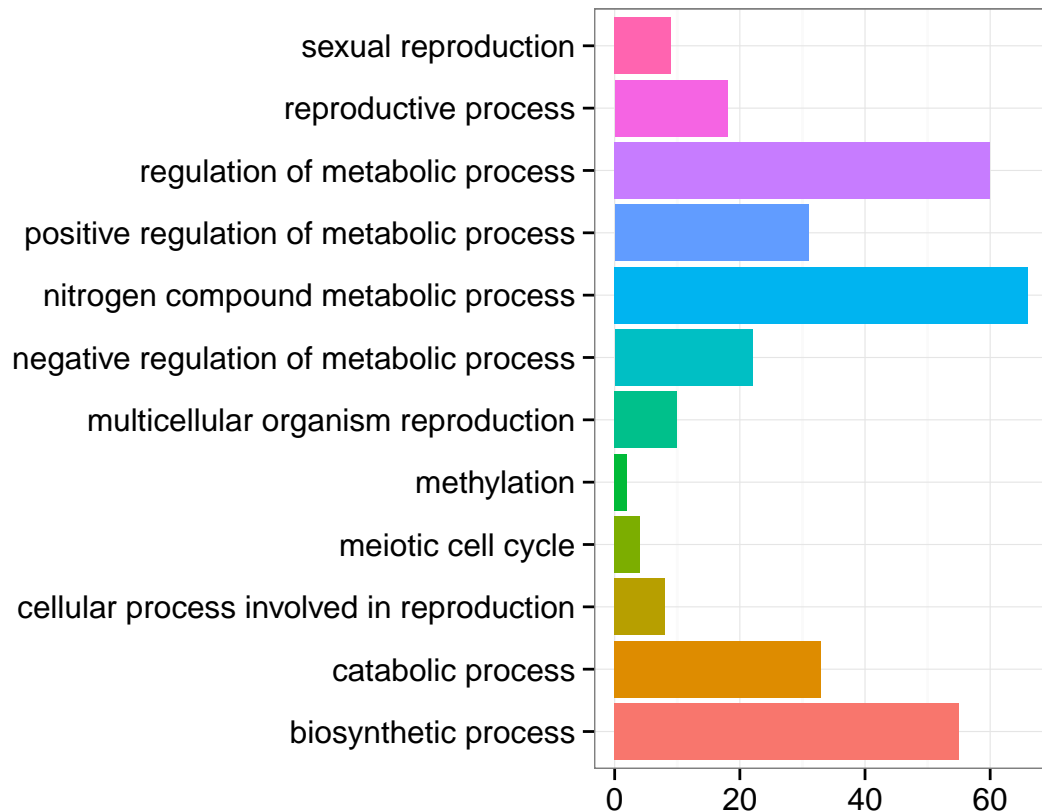 sexual reproduction
reproductive process
regulation of metabolic process
positive regulation of metabolic process
nitrogen compound metabolic process
negative regulation of metabolic process
multicellular organism reproduction
methylation
meiotic cell cycle
cellular process involved in reproduction
catabolic process
biosynthetic process
0 20 40 60